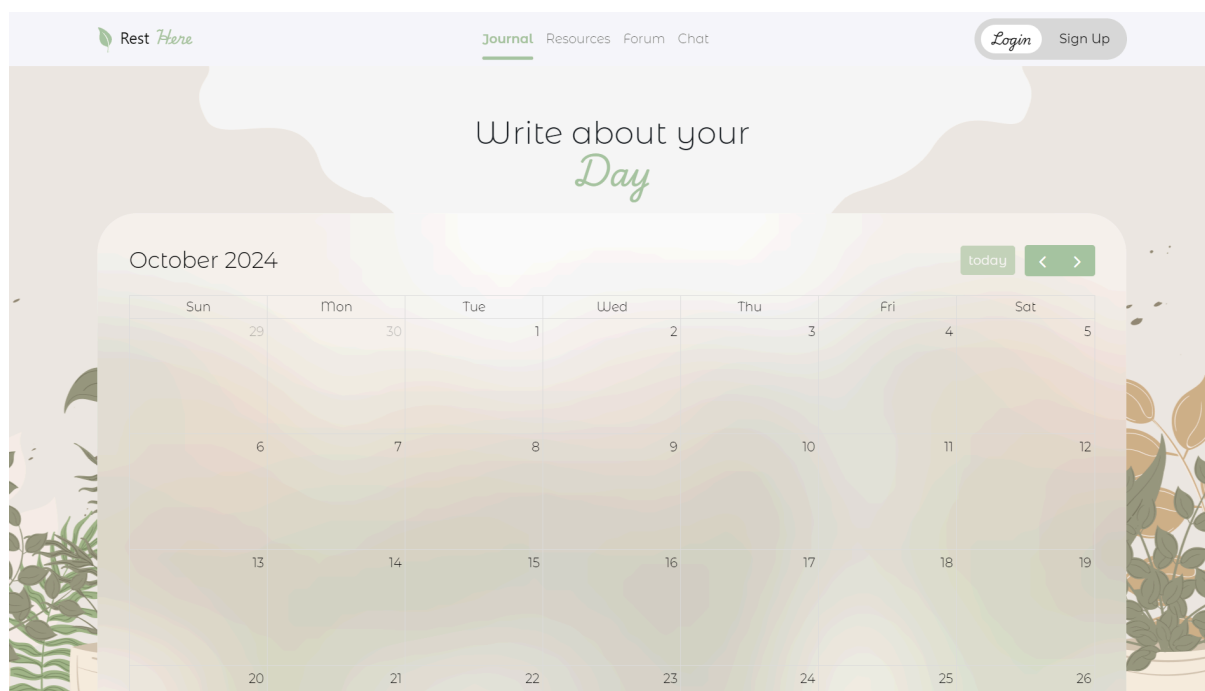 Rest Here
Journal Resources Forum Chat
Login Sign Up
Write about your
Day
October 2024
today
Sun Mon Tue Wed Thu Fri Sat
29 30 1 2 3 4 5
6 7 8 9 10 11 12
13 14 15 16 17 18 19
20 21 22 23 24 25 26